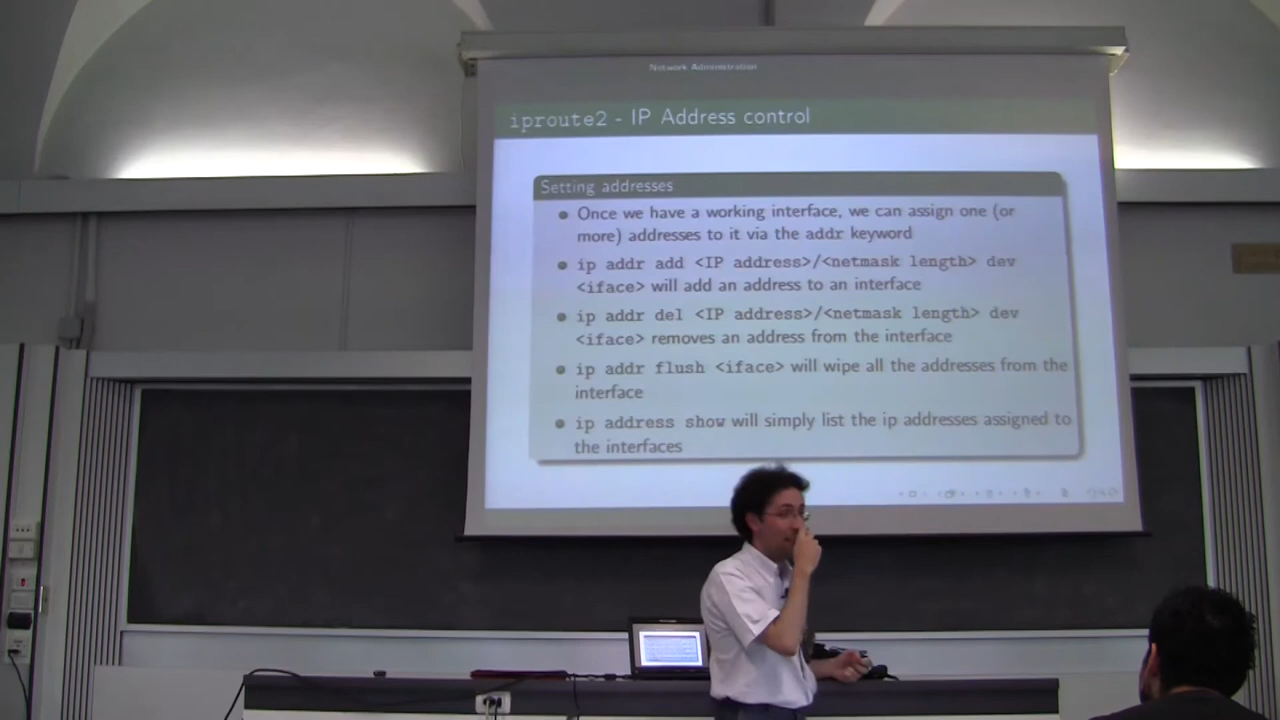 Network Administration
iproute2 - IP Address control
Setting addresses
Once we have a working interface, we can assign one (or
more) addresses to it via the addr keyword
ip addr add <IP address>/<netmask length> dev
<iface> will add an address to an interface
ip addr del <IP address>/<netmask length> dev
<iface> removes an address from the interface
ip addr flush <iface> will wipe all the addresses from the
interface
ip address show will simply list the ip addresses assigned to
the interfaces